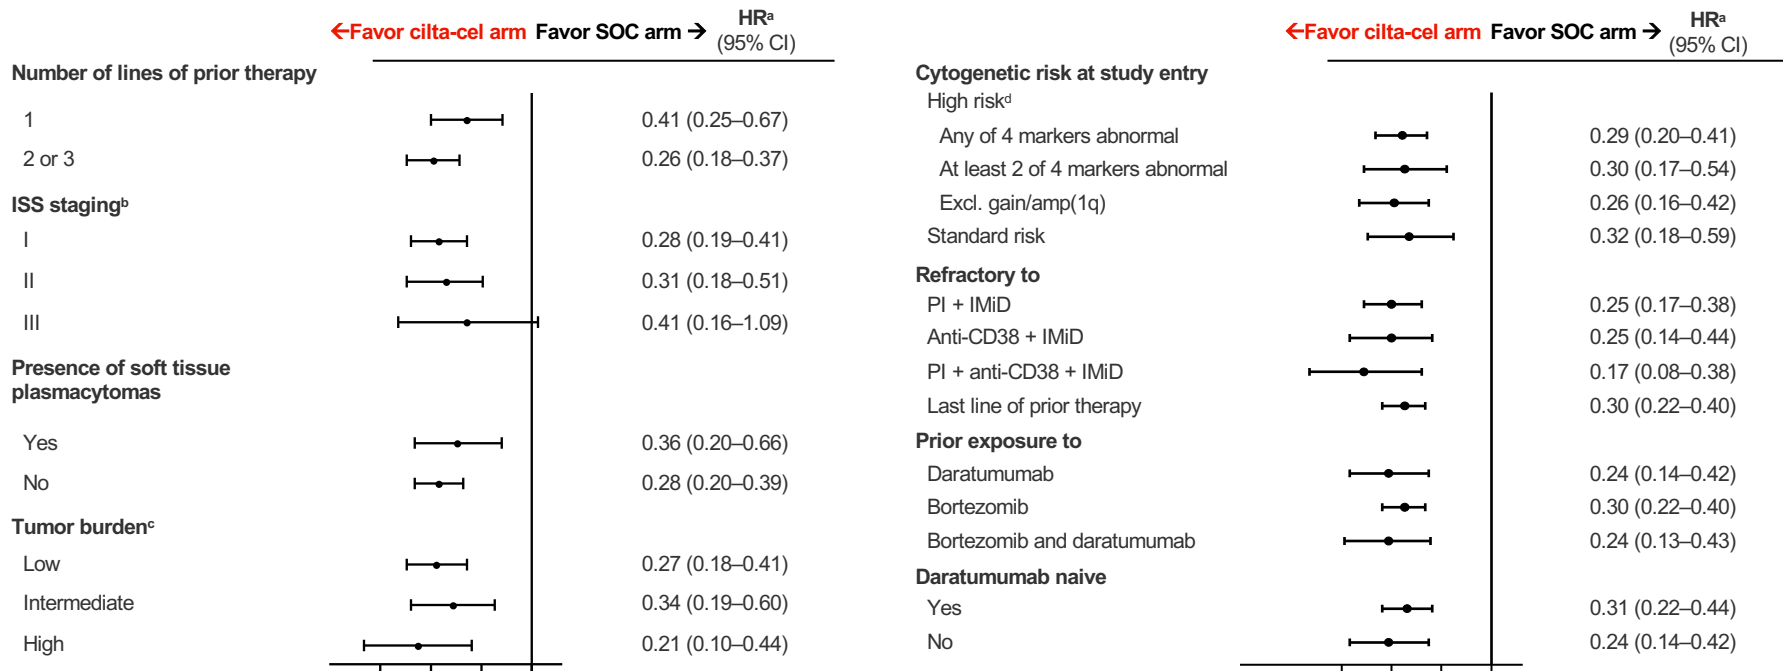 ←Favor cilta-cel arm Favor SOC arm → HRᵃ
(95% CI)
Number of lines of prior therapy
1 0.41 (0.25–0.67)
2 or 3 0.26 (0.18–0.37)
ISS stagingᵇ
I 0.28 (0.19–0.41)
II 0.31 (0.18–0.51)
III 0.41 (0.16–1.09)
Presence of soft tissue
plasmacytomas
Yes 0.36 (0.20–0.66)
No 0.28 (0.20–0.39)
Tumor burdenᶜ
Low 0.27 (0.18–0.41)
Intermediate 0.34 (0.19–0.60)
High 0.21 (0.10–0.44)
←Favor cilta-cel arm Favor SOC arm → HRᵃ
(95% CI)
Cytogenetic risk at study entry
High riskᵈ
Any of 4 markers abnormal 0.29 (0.20–0.41)
At least 2 of 4 markers abnormal 0.30 (0.17–0.54)
Excl. gain/amp(1q) 0.26 (0.16–0.42)
Standard risk 0.32 (0.18–0.59)
Refractory to
PI + IMiD 0.25 (0.17–0.38)
Anti-CD38 + IMiD 0.25 (0.14–0.44)
PI + anti-CD38 + IMiD 0.17 (0.08–0.38)
Last line of prior therapy 0.30 (0.22–0.40)
Prior exposure to
Daratumumab 0.24 (0.14–0.42)
Bortezomib 0.30 (0.22–0.40)
Bortezomib and daratumumab 0.24 (0.13–0.43)
Daratumumab naive
Yes 0.31 (0.22–0.44)
No 0.24 (0.14–0.42)